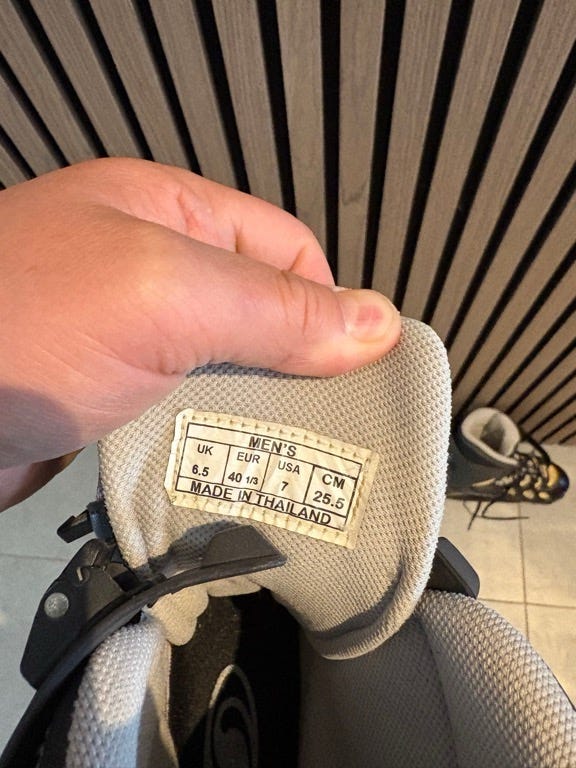 MEN'S
UK EUR USA CM
6.5 40 1/3 7 25.5
MADE IN THAILAND